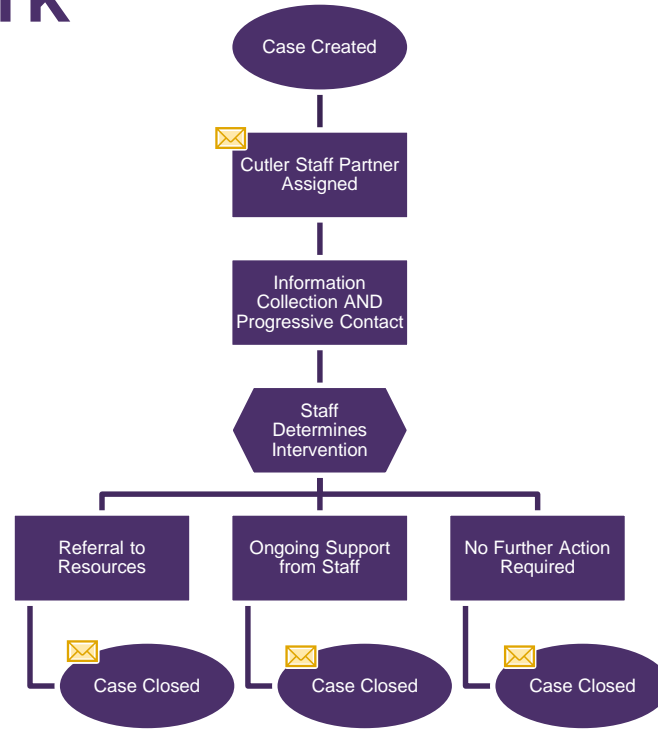 Case Created
Cutler Staff Partner
Assigned
Information
Collection AND
Progressive Contact
Staff
Determines
Intervention
Referral to
Resources
Ongoing Support
from Staff
No Further Action
Required
Case Closed
Case Closed
Case Closed